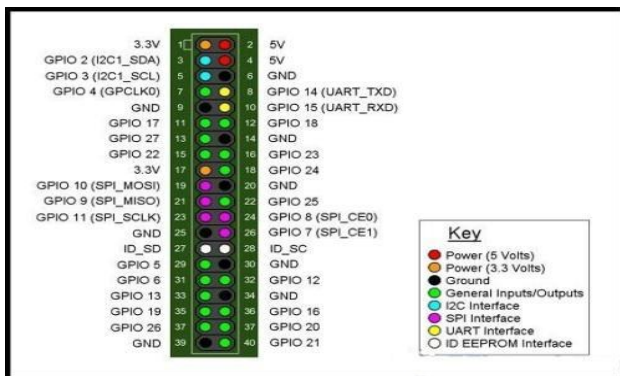 3.3V 1 2 5V
GPIO 2 (I2C1_SDA) 3 4 5V
GPIO 3 (I2C1_SCL) 5 6 GND
GPIO 4 (GPCLK0) 7 8 GPIO 14 (UART_TXD)
GND 9 10 GPIO 15 (UART_RXD)
GPIO 17 11 12 GPIO 18
GPIO 27 13 14 GND
GPIO 22 15 16 GPIO 23
3.3V 17 18 GPIO 24
GPIO 10 (SPI_MOSI) 19 20 GND
GPIO 9 (SPI_MISO) 21 22 GPIO 25
GPIO 11 (SPI_SCLK) 23 24 GPIO 8 (SPI_CE0)
GND 25 26 GPIO 7 (SPI_CE1)
ID_SD 27 28 ID_SC
GPIO 5 29 30 GND
GPIO 6 31 32 GPIO 12
GPIO 13 33 34 GND
GPIO 19 35 36 GPIO 16
GPIO 26 37 37 GPIO 20
GND 39 40 GPIO 21
Key
Power (5 Volts)
Power (3.3 Volts)
Ground
General Inputs/Outputs
I2C Interface
SPI Interface
UART Interface
ID EEPROM Interface